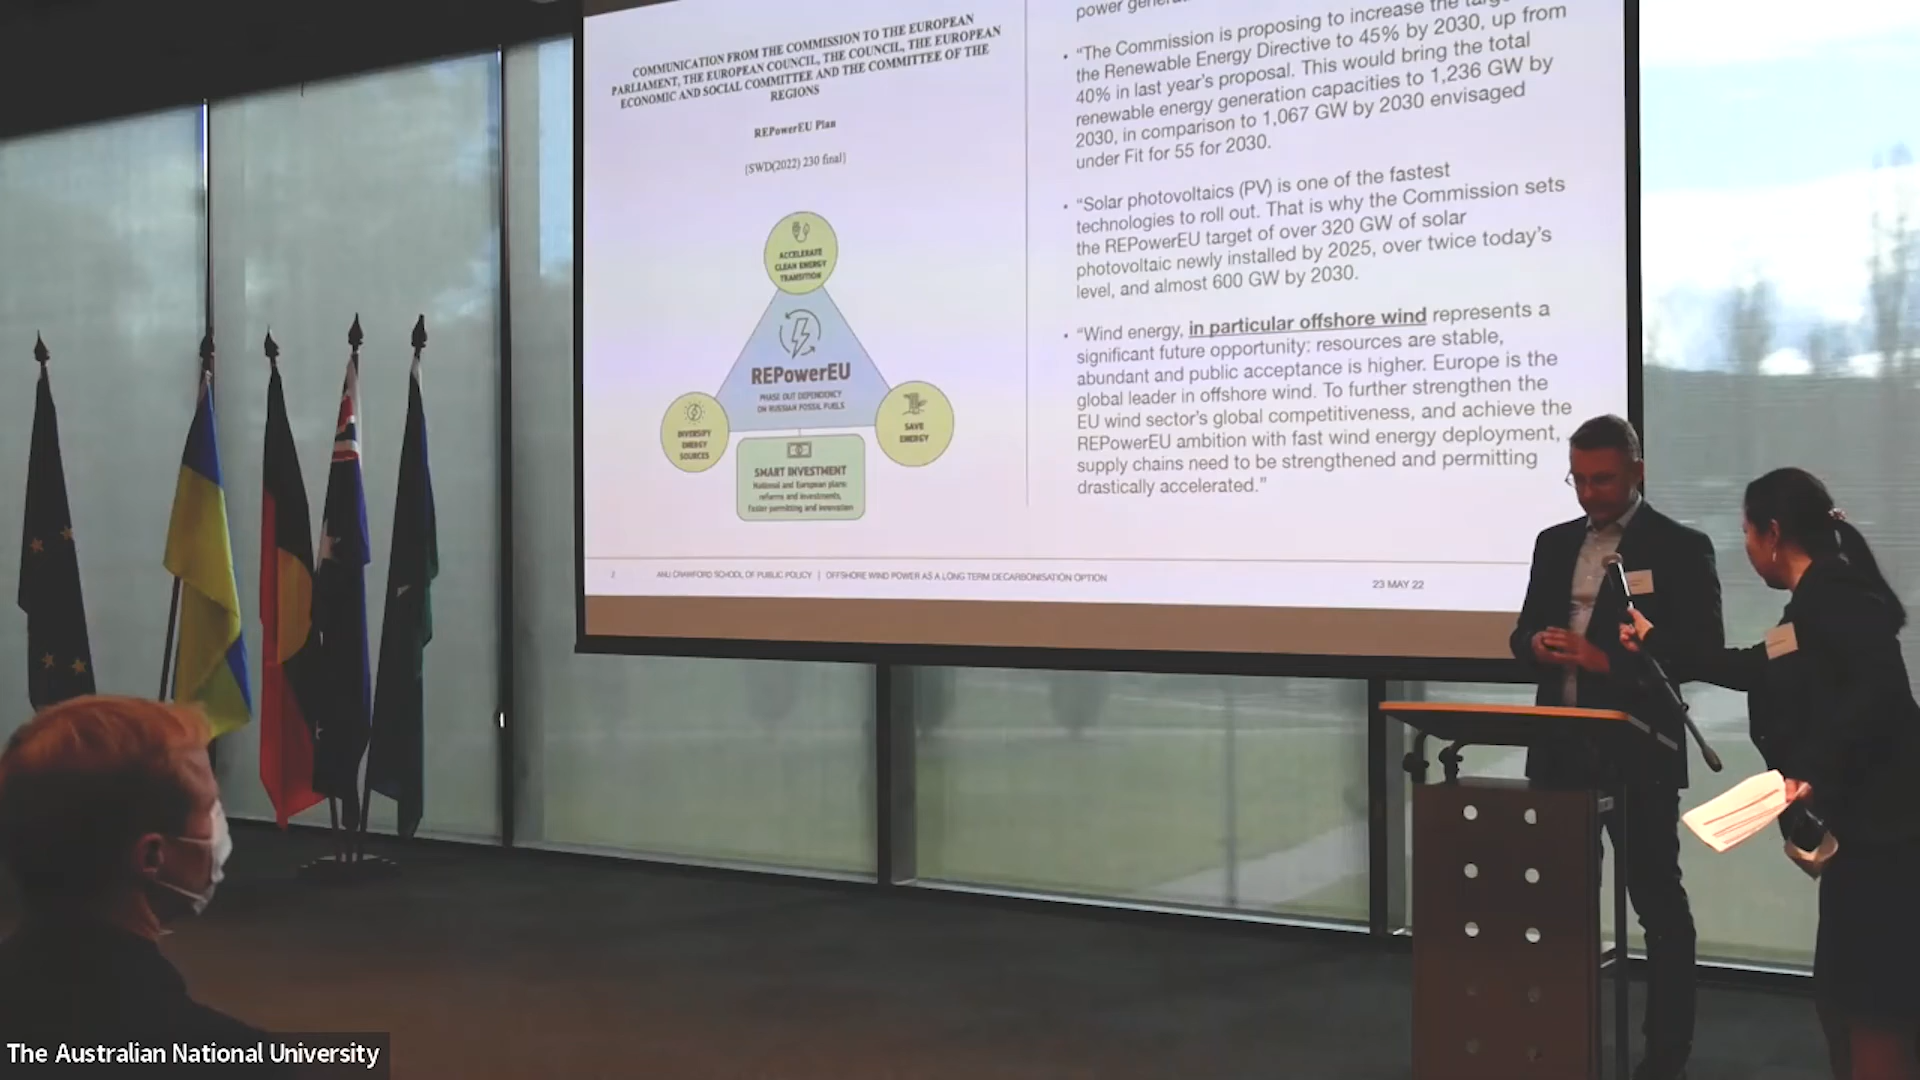 COMMUNICATION FROM THE COMMISSION TO THE EUROPEAN
PARLIAMENT, THE EUROPEAN COUNCIL, THE COUNCIL, THE EUROPEAN
ECONOMIC AND SOCIAL COMMITTEE AND THE COMMITTEE OF THE
REGIONS
REPowerEU Plan
{SWD(2022) 230 final}
ACCELERATE
CLEAN ENERGY
TRANSITION
REPowerEU
PHASE OUT DEPENDENCY
ON RUSSIAN FOSSIL FUELS
DIVERSIFY
ENERGY
SOURCES
SAVE
ENERGY
SMART INVESTMENT
National and European plans:
reforms and investments,
Faster permitting and innovation
power
• “The Commission is proposing to increase the
the Renewable Energy Directive to 45% by 2030, up from
40% in last year’s proposal. This would bring the total
renewable energy generation capacities to 1,236 GW by
2030, in comparison to 1,067 GW by 2030 envisaged
under Fit for 55 for 2030.
• “Solar photovoltaics (PV) is one of the fastest
technologies to roll out. That is why the Commission sets
the REPowerEU target of over 320 GW of solar
photovoltaic newly installed by 2025, over twice today’s
level, and almost 600 GW by 2030.
• “Wind energy, in particular offshore wind represents a
significant future opportunity: resources are stable,
abundant and public acceptance is higher. Europe is the
global leader in offshore wind. To further strengthen the
EU wind sector’s global competitiveness, and achieve the
REPowerEU ambition with fast wind energy deployment,
supply chains need to be strengthened and permitting
drastically accelerated.”
2 ANU CRAWFORD SCHOOL OF PUBLIC POLICY | OFFSHORE WIND POWER AS A LONG TERM DECARBONISATION OPTION
23 MAY 22
The Australian National University